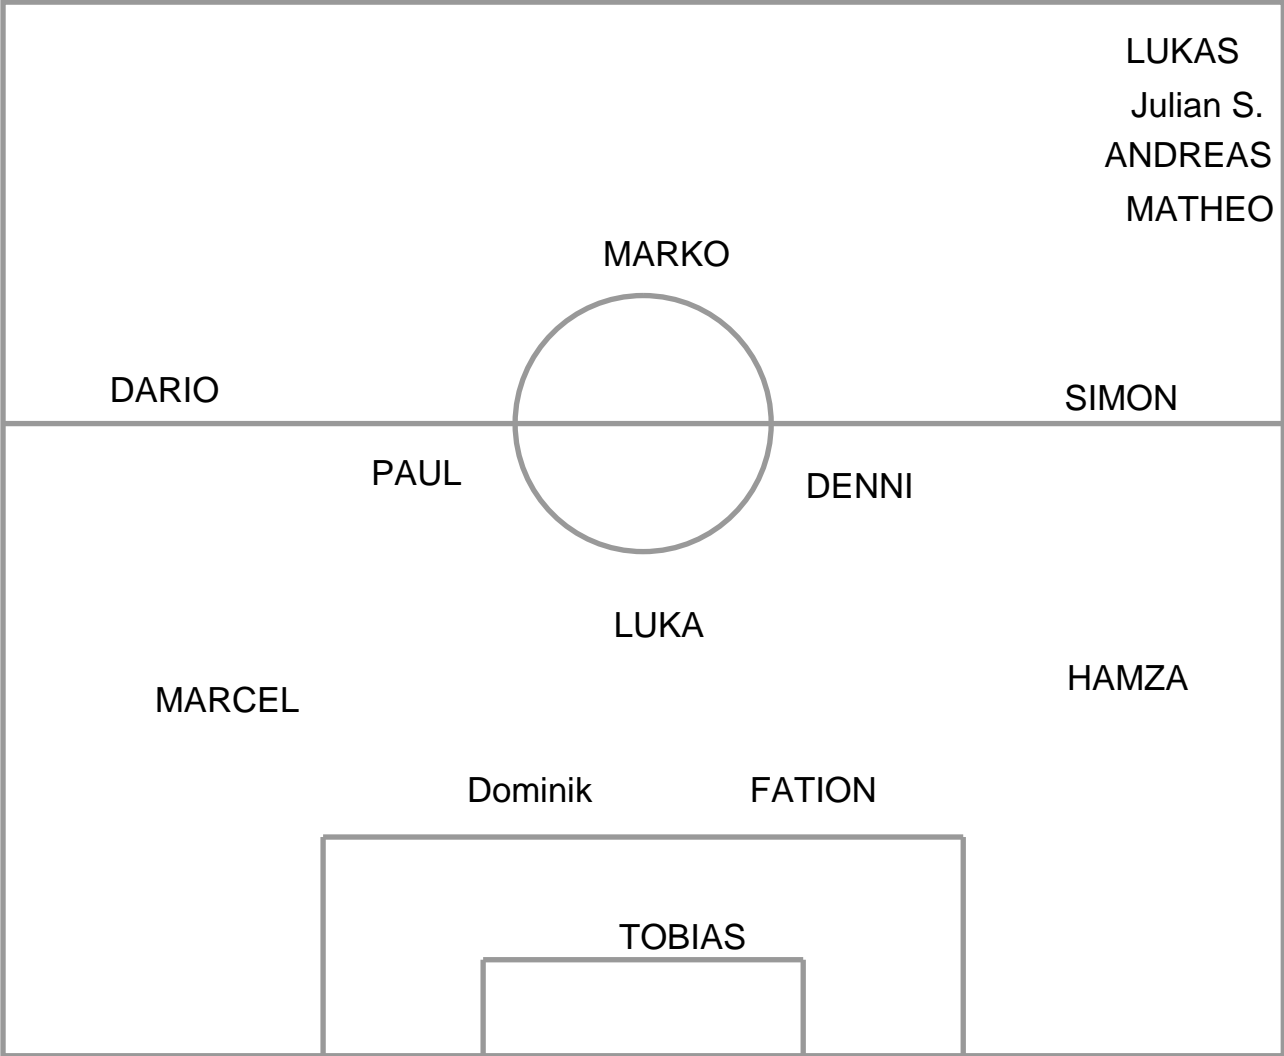 LUKAS
Julian S.
ANDREAS
MATHEO
MARKO
DARIO
SIMON
PAUL
DENNI
LUKA
HAMZA
MARCEL
Dominik
FATION
TOBIAS